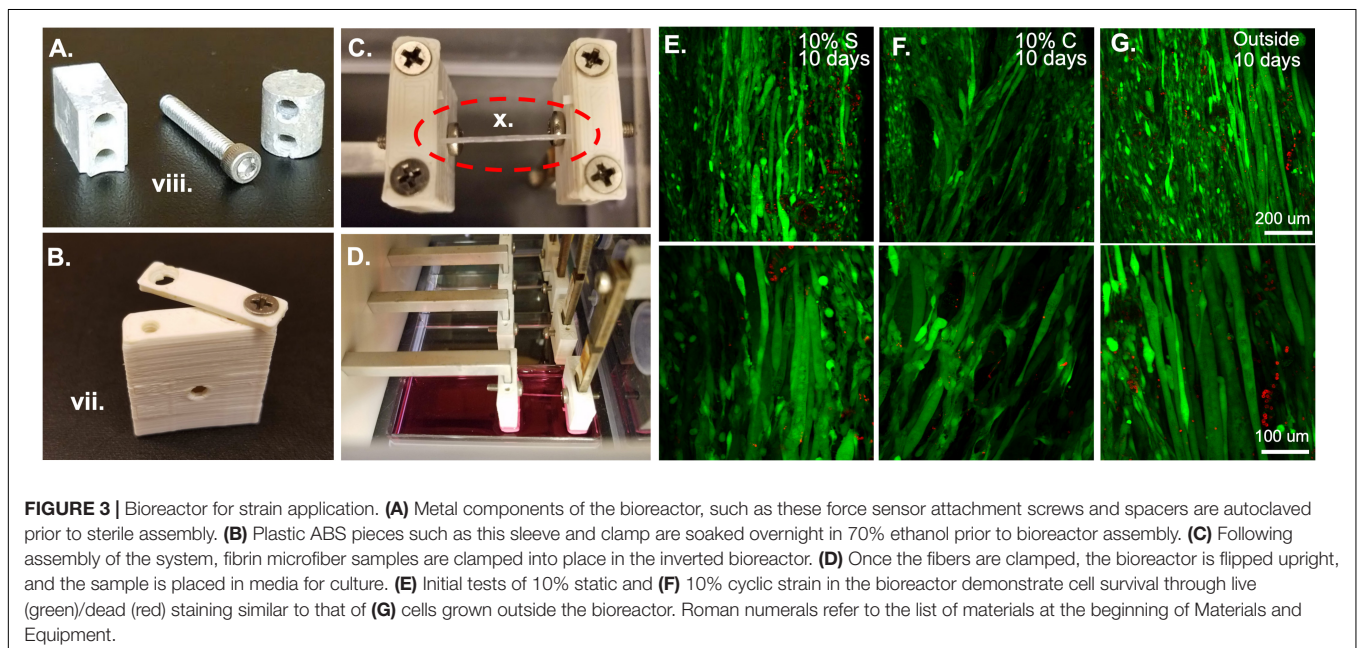 A.
viii.
B.
vii.
C.
x.
D.
E.
10% S
10 days
F.
10% C
10 days
G.
Outside
10 days
200 um
100 um
FIGURE 3 | Bioreactor for strain application. (A) Metal components of the bioreactor, such as these force sensor attachment screws and spacers are autoclaved
prior to sterile assembly. (B) Plastic ABS pieces such as this sleeve and clamp are soaked overnight in 70% ethanol prior to bioreactor assembly. (C) Following
assembly of the system, fibrin microfiber samples are clamped into place in the inverted bioreactor. (D) Once the fibers are clamped, the bioreactor is flipped upright,
and the sample is placed in media for culture. (E) Initial tests of 10% static and (F) 10% cyclic strain in the bioreactor demonstrate cell survival through live
(green)/dead (red) staining similar to that of (G) cells grown outside the bioreactor. Roman numerals refer to the list of materials at the beginning of Materials and
Equipment.